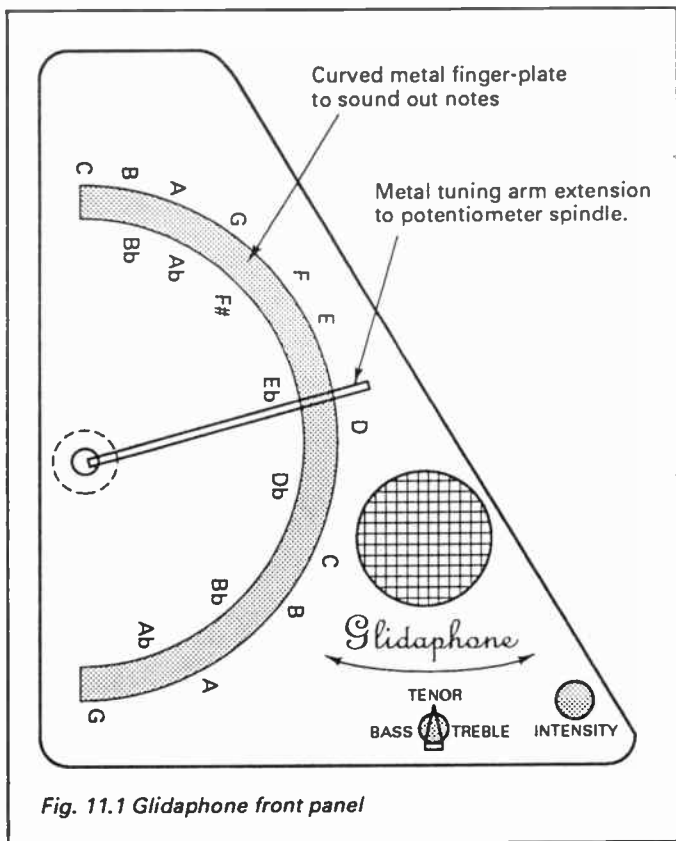 Curved metal finger-plate
to sound out notes
Metal tuning arm extension
to potentiometer spindle.
C
B
A
G
F
E
D
C
B
A
G
Bb
Ab
F#
Eb
Db
Bb
Ab
Glidaphone
TENOR
BASS TREBLE INTENSITY
Fig. 11.1 Glidaphone front panel